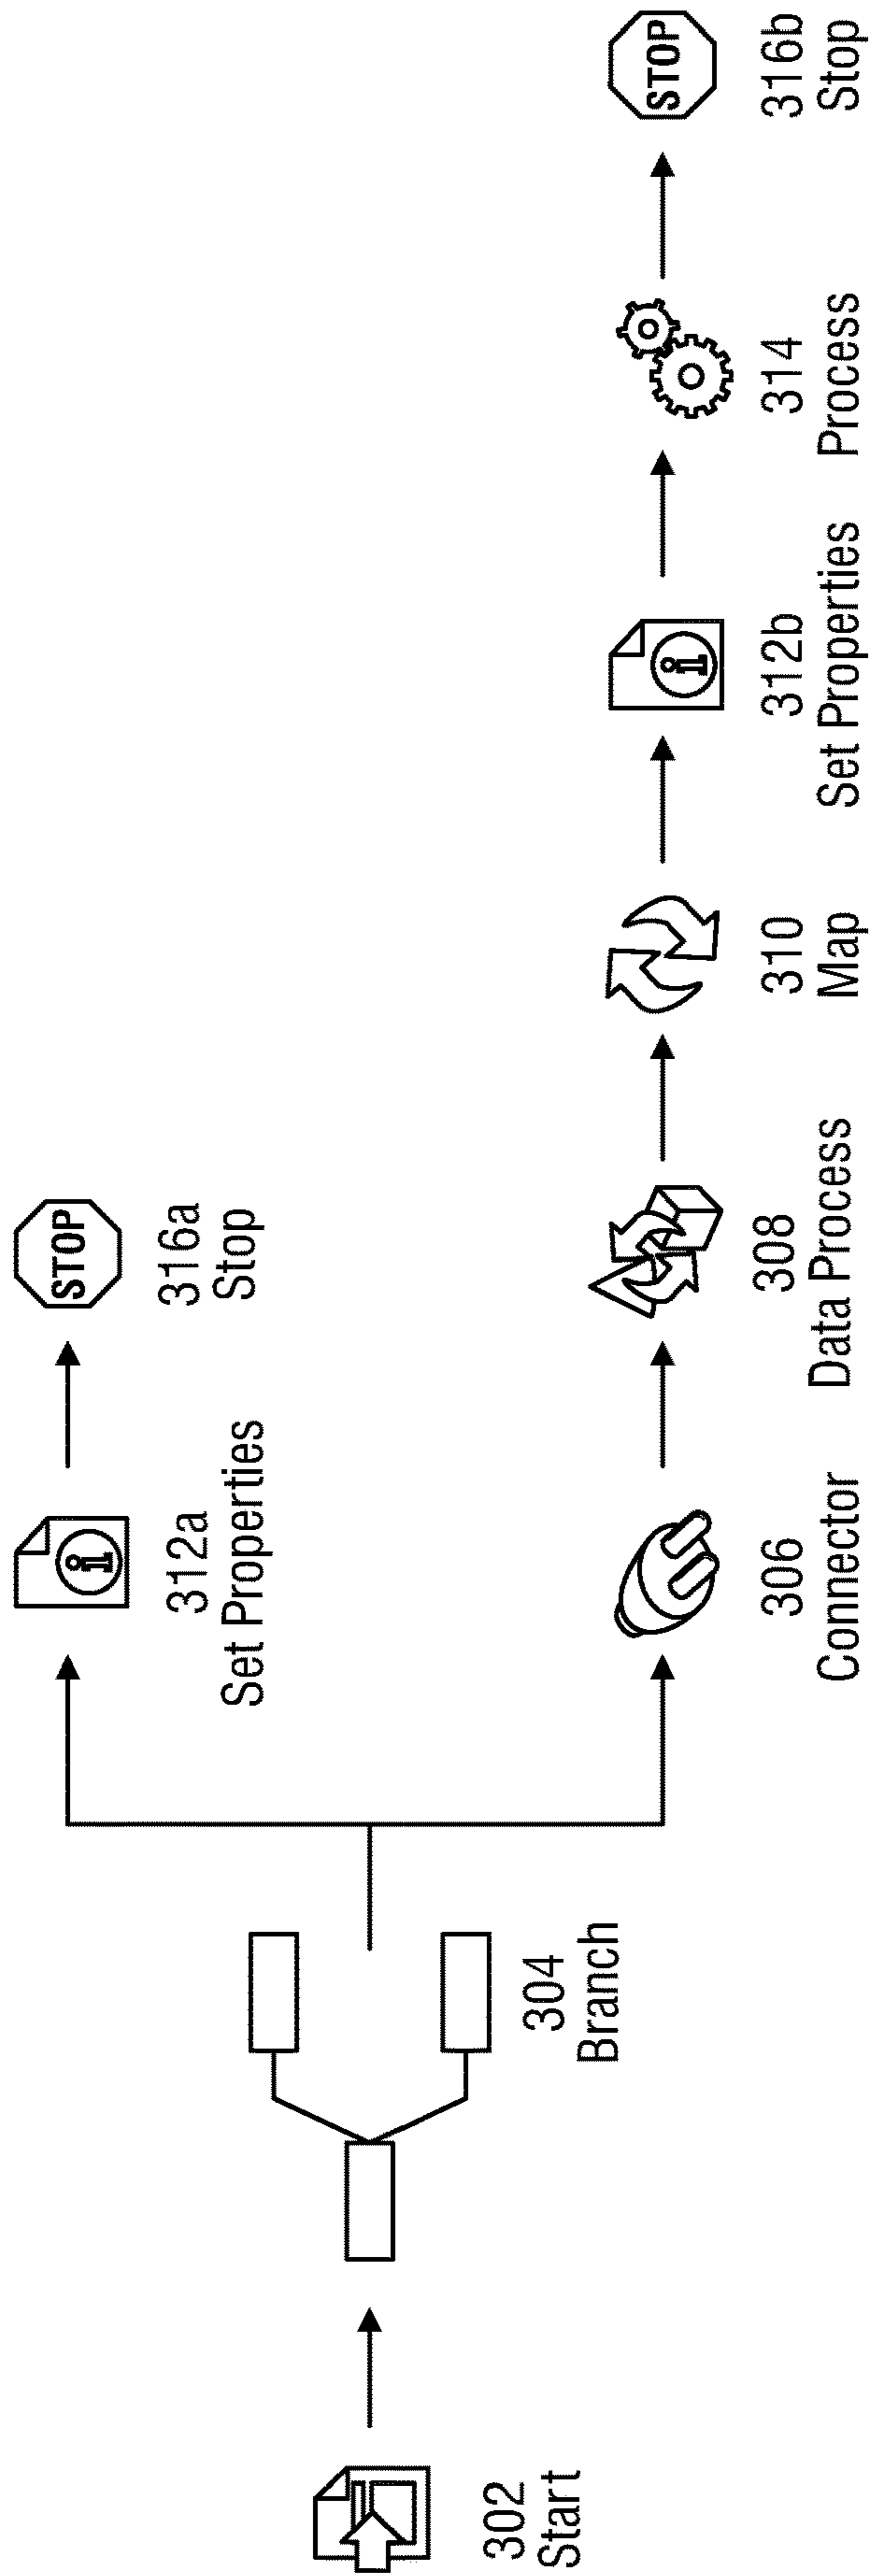 302
Start
304
Branch
STOP
312a
Set Properties
316a
Stop
STOP
306
Connector
308
Data Process
310
Map
312b
Set Properties
314
Process
316b
Stop